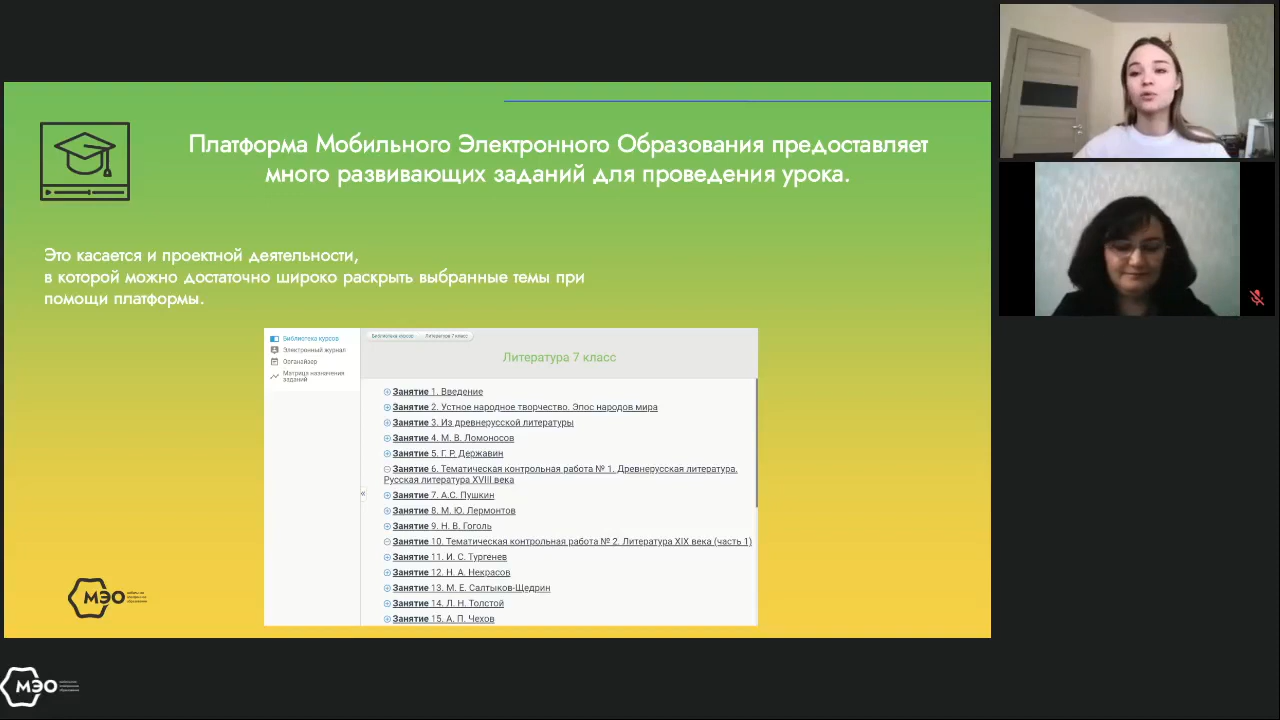 Платформа Мобильного Электронного Образования предоставляет
много развивающих заданий для проведения урока.
Это касается и проектной деятельности,
в которой можно достаточно широко раскрыть выбранные темы при
помощи платформы.
Библиотека курсов
Электронный журнал
Органайзер
Матрица назначения
заданий
Библиотека курсов
Литература 7 класс
Литература 7 класс
Занятие 1. Введение
Занятие 2. Устное народное творчество. Эпос народов мира
Занятие 3. Из древнерусской литературы
Занятие 4. М. В. Ломоносов
Занятие 5. Г. Р. Державин
Занятие 6. Тематическая контрольная работа № 1. Древнерусская литература.
Русская литература XVIII века
Занятие 7. А.С. Пушкин
Занятие 8. М. Ю. Лермонтов
Занятие 9. Н. В. Гоголь
Занятие 10. Тематическая контрольная работа № 2. Литература XIX века (часть 1)
Занятие 11. И. С. Тургенев
Занятие 12. Н. А. Некрасов
Занятие 13. М. Е. Салтыков-Щедрин
Занятие 14. Л. Н. Толстой
Занятие 15. А. П. Чехов
МЭО
МЭО